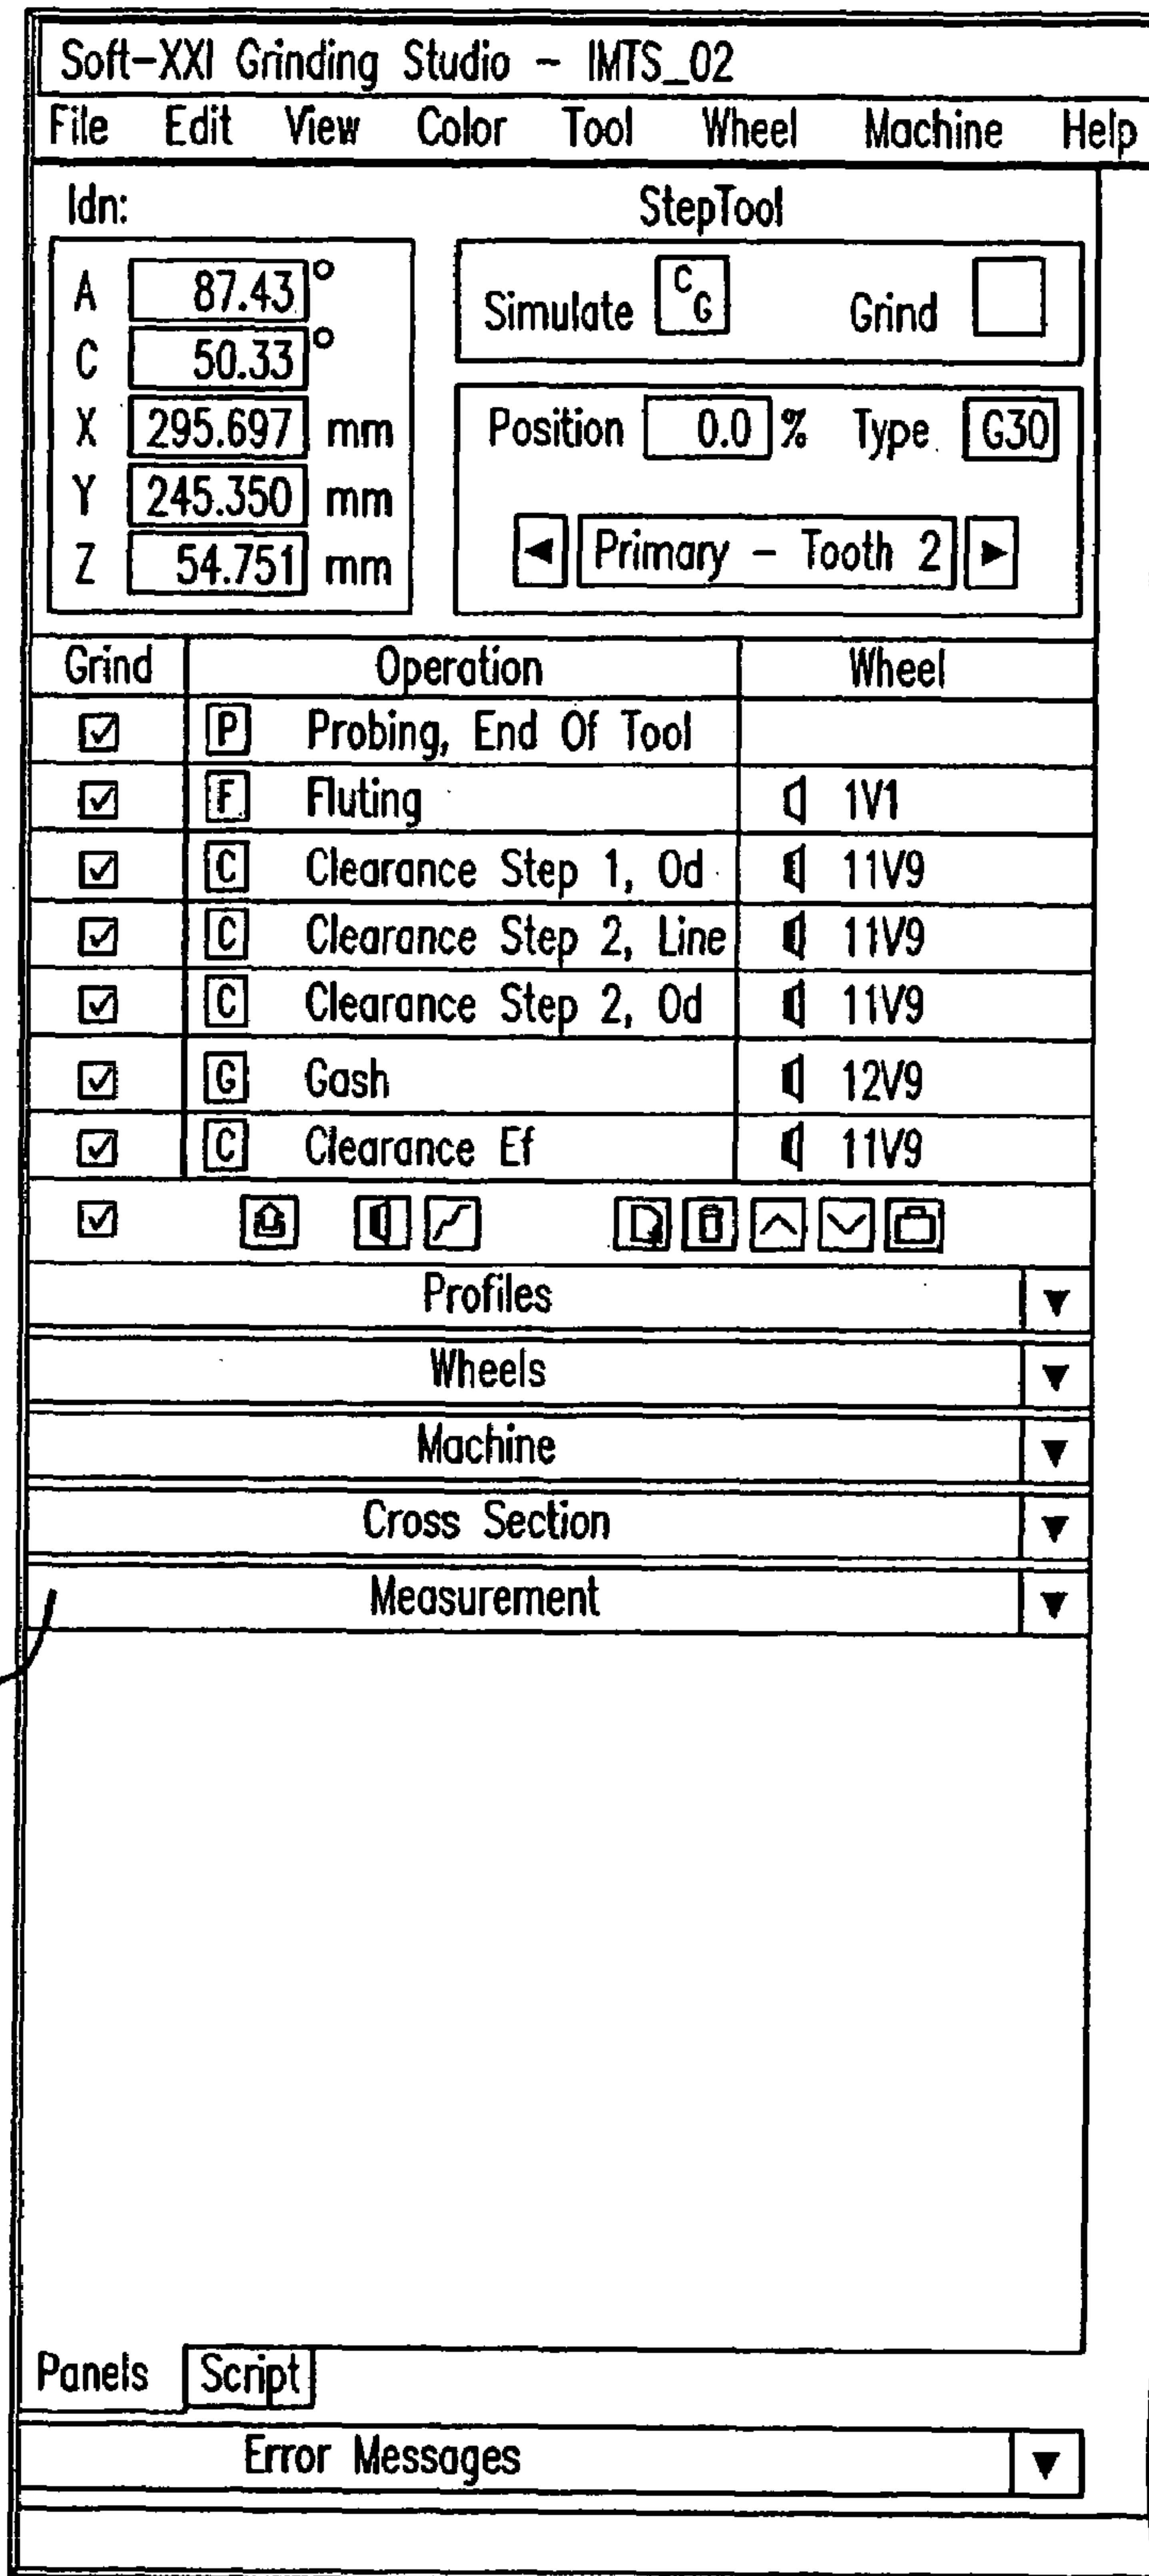 Soft-XXI Grinding Studio - IMTS_02
File Edit View Color Tool Wheel Machine Help
Idn: StepTool
A 87.43°
C 50.33°
X 295.697 mm
Y 245.350 mm
Z 54.751 mm
Simulate CG Grind
Position 0.0 % Type G30
Primary - Tooth 2
Grind Operation Wheel
P Probing, End Of Tool
F Fluting 1V1
C Clearance Step 1, Od 11V9
C Clearance Step 2, Line 11V9
C Clearance Step 2, Od 11V9
G Gash 12V9
C Clearance Ef 11V9
Profiles
Wheels
Machine
Cross Section
Measurement
Panels Script
Error Messages